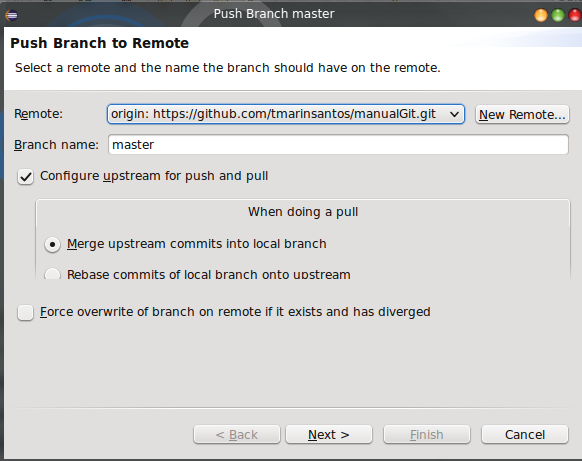 Push Branch master
Push Branch to Remote
Select a remote and the name the branch should have on the remote.
Remote: origin: https://github.com/tmarinsantos/manualGit.git New Remote...
Branch name: master
Configure upstream for push and pull
When doing a pull
Merge upstream commits into local branch
Rebase commits of local branch onto upstream
Force overwrite of branch on remote if it exists and has diverged
< Back Next > Finish Cancel